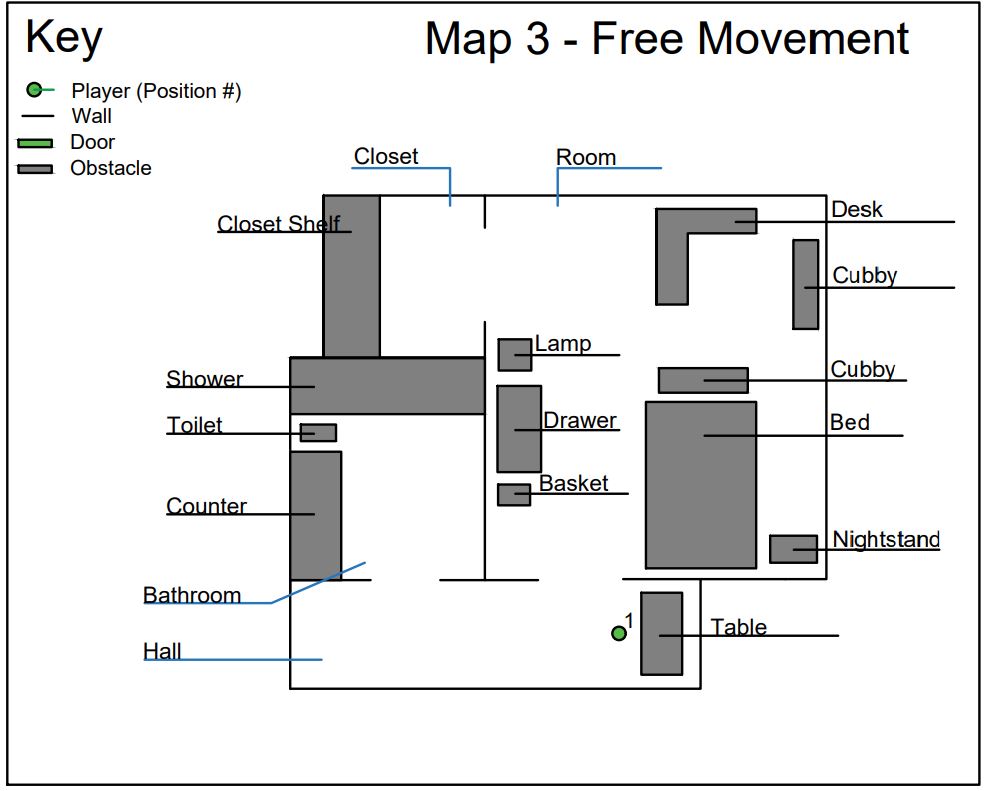 Key
Map 3 - Free Movement
Player (Position #)
Wall
Door
Obstacle
Closet
Room
Closet Shelf
Desk
Cubby
Lamp
Shower
Cubby
Toilet
Drawer
Bed
Counter
Basket
Nightstand
Bathroom
1
Table
Hall